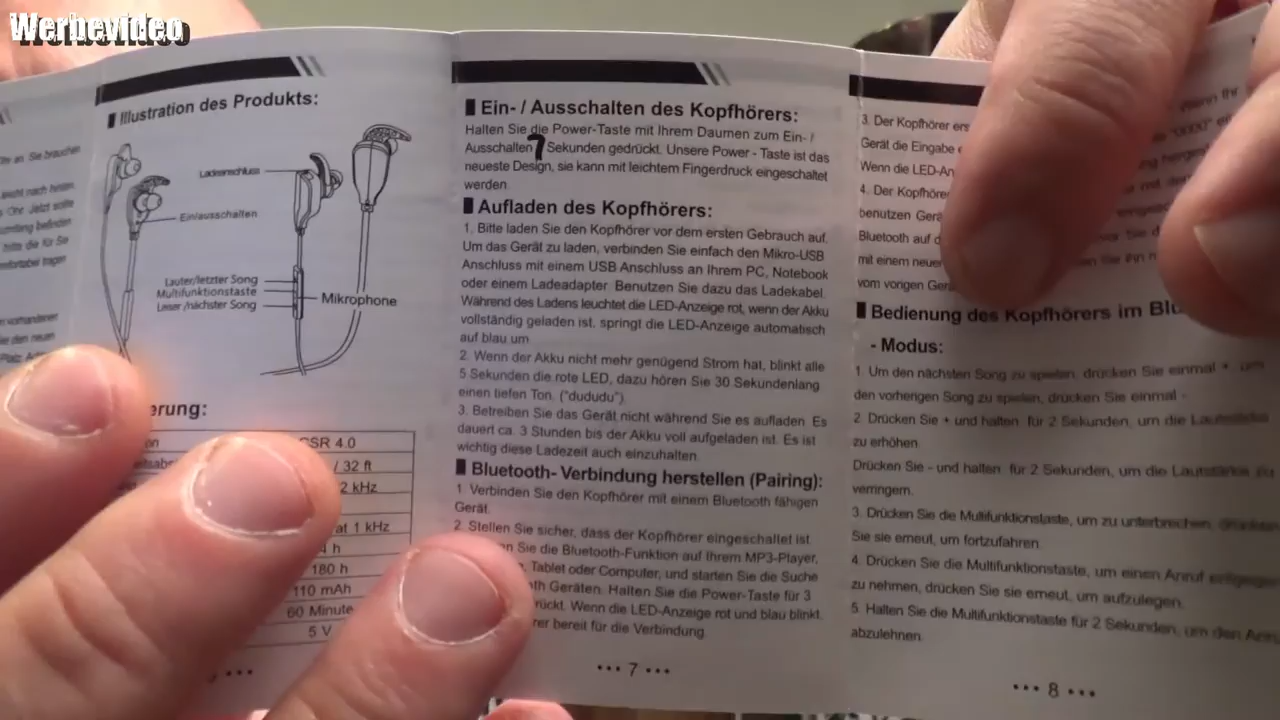 Werbevideo
Illustration des Produkts:
Ladeanschluss
Ein/ausschalten
Lauter/letzter Song
Multifunktionstaste
Leiser /nächster Song
Mikrophone
erung:
CSR 4.0
/ 32 ft
2 kHz
at 1 kHz
h
180 h
110 mAh
60 Minute
5 V
Ein- / Ausschalten des Kopfhörers:
Halten Sie die Power-Taste mit Ihrem Daumen zum Ein- /
Ausschalten 7 Sekunden gedrückt. Unsere Power - Taste ist das
neueste Design, sie kann mit leichtem Fingerdruck eingeschaltet
werden.
Aufladen des Kopfhörers:
1. Bitte laden Sie den Kopfhörer vor dem ersten Gebrauch auf.
Um das Gerät zu laden, verbinden Sie einfach den Mikro-USB
Anschluss mit einem USB Anschluss an Ihrem PC, Notebook
oder einem Ladeadapter. Benutzen Sie dazu das Ladekabel.
Während des Ladens leuchtet die LED-Anzeige rot, wenn der Akku
vollständig geladen ist, springt die LED-Anzeige automatisch
auf blau um.
2. Wenn der Akku nicht mehr genügend Strom hat, blinkt alle
5 Sekunden die rote LED, dazu hören Sie 30 Sekundenlang
einen tiefen Ton. ("dududu").
3. Betreiben Sie das Gerät nicht während Sie es aufladen. Es
dauert ca. 3 Stunden bis der Akku voll aufgeladen ist. Es ist
wichtig diese Ladezeit auch einzuhalten.
Bluetooth- Verbindung herstellen (Pairing):
1. Verbinden Sie den Kopfhörer mit einem Bluetooth fähigen
Gerät.
2. Stellen Sie sicher, dass der Kopfhörer eingeschaltet ist.
n Sie die Bluetooth-Funktion auf Ihrem MP3-Player,
Tablet oder Computer, und starten Sie die Suche
th Geräten. Halten Sie die Power-Taste für 3
rückt. Wenn die LED-Anzeige rot und blau blinkt,
rer bereit für die Verbindung.
••• 7 •••
3. Der Kopfhörer ers
Gerät die Eingabe e
Wenn die LED-An
4. Der Kopfhörer
benutzen Gerä
Bluetooth auf d
mit einem neuen
vom vorigen Gerä
Bedienung des Kopfhörers im Blu
- Modus:
1. Um den nächsten Song zu spielen, drücken Sie einmal +, um
den vorherigen Song zu spielen, drücken Sie einmal -
2. Drücken Sie + und halten für 2 Sekunden, um die Lautstärke
zu erhöhen.
Drücken Sie - und halten für 2 Sekunden, um die Lautstärke zu
verringern.
3. Drücken Sie die Multifunktionstaste, um zu unterbrechen,
Sie sie erneut, um fortzufahren.
4. Drücken Sie die Multifunktionstaste, um einen Anruf
zu nehmen, drücken Sie sie erneut, um aufzulegen.
5. Halten Sie die Multifunktionstaste für 2 Sekunden, um den
abzulehnen.
••• 8 •••